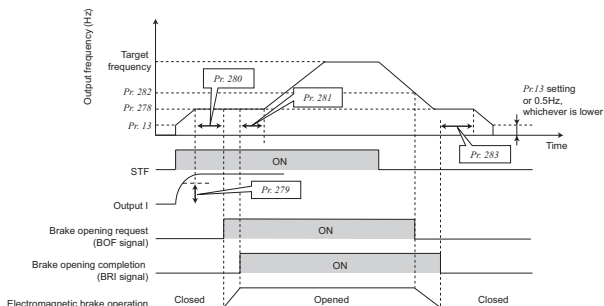 Output frequency (Hz)
Target
frequency
Pr. 280
Pr. 282
Pr. 281
Pr. 278
Pr. 13
Pr.13 setting
or 0.5Hz,
whichever is lower
Time
Pr. 283
STF
ON
Output I
Pr. 279
Brake opening request
(BOF signal)
ON
Brake opening completion
(BRI signal)
ON
Electromagnetic brake operation
Closed
Opened
Closed